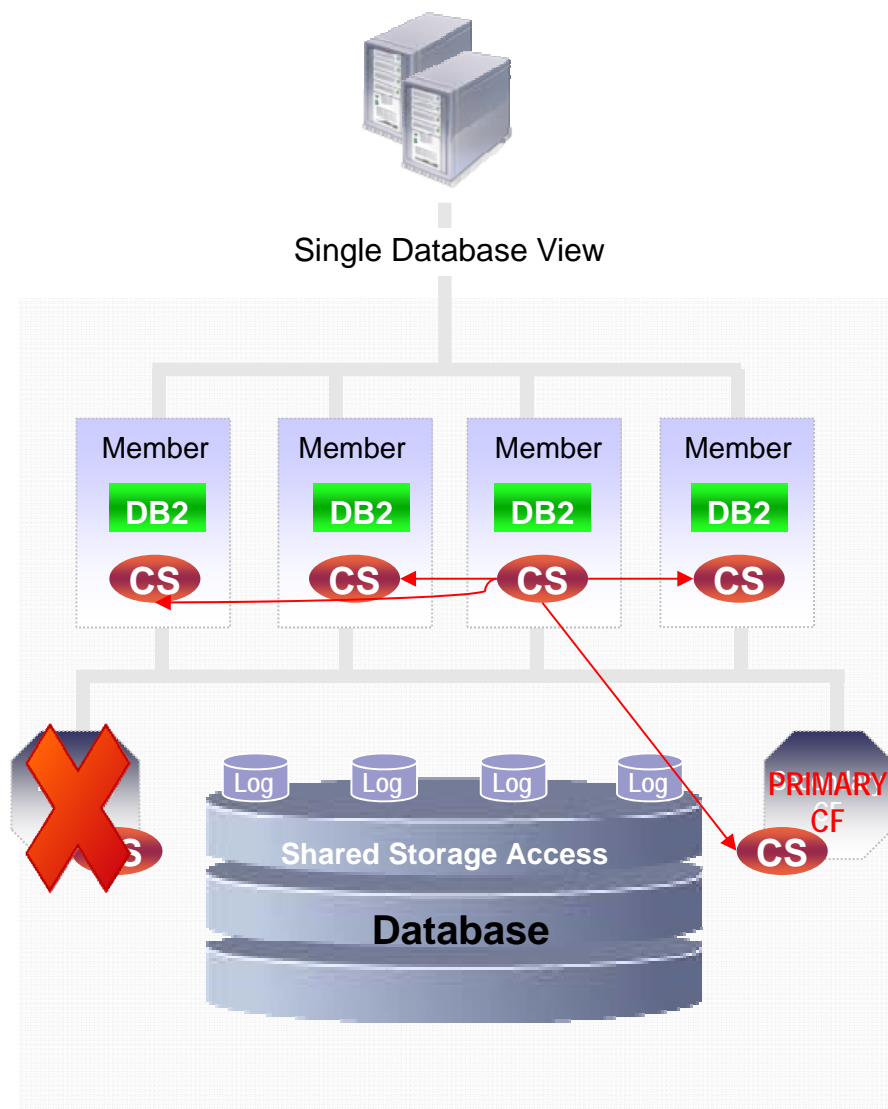 Single Database View
Member
Member
Member
Member
DB2
DB2
DB2
DB2
CS
CS
CS
CS
Log
Log
Log
Log
PRIMARY
CF
CS
Shared Storage Access
Database